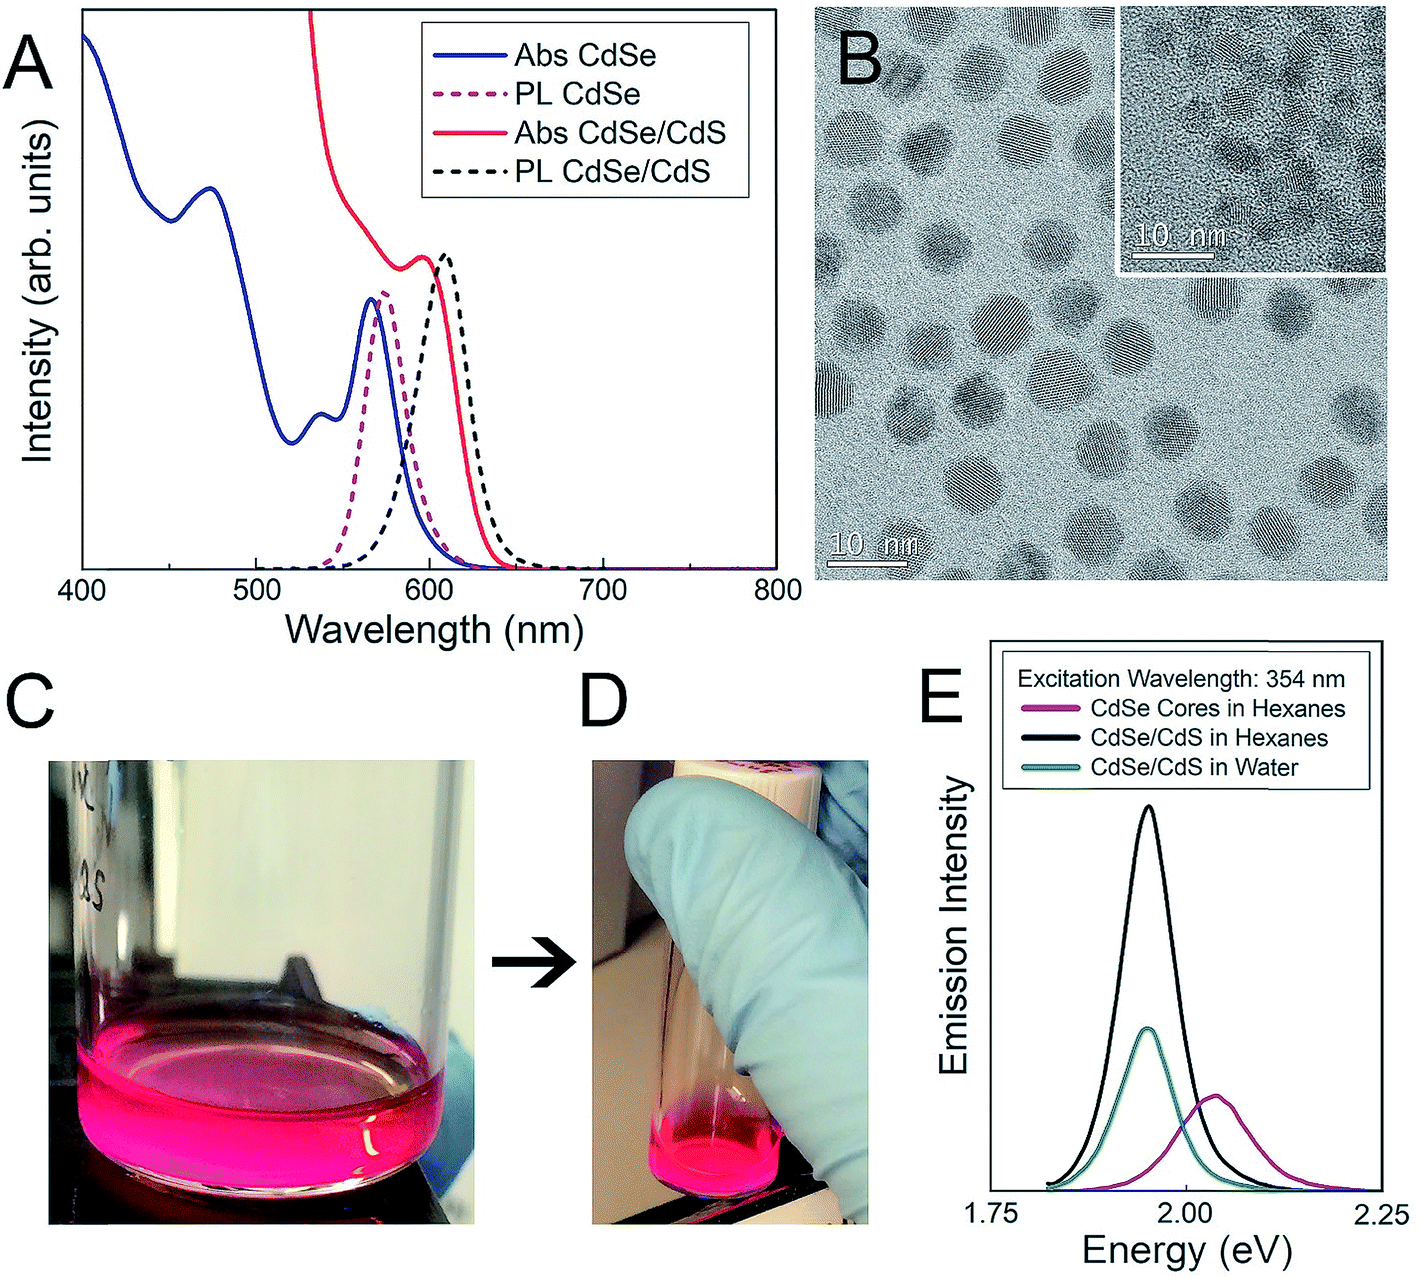 A
Intensity (arb. units)
Abs CdSe
PL CdSe
Abs CdSe/CdS
PL CdSe/CdS
400 500 600 700 800
Wavelength (nm)
B
10 nm
10 nm
C
D
E
Excitation Wavelength: 354 nm
CdSe Cores in Hexanes
CdSe/CdS in Hexanes
CdSe/CdS in Water
Emission Intensity
1.75 2.00 2.25
Energy (eV)